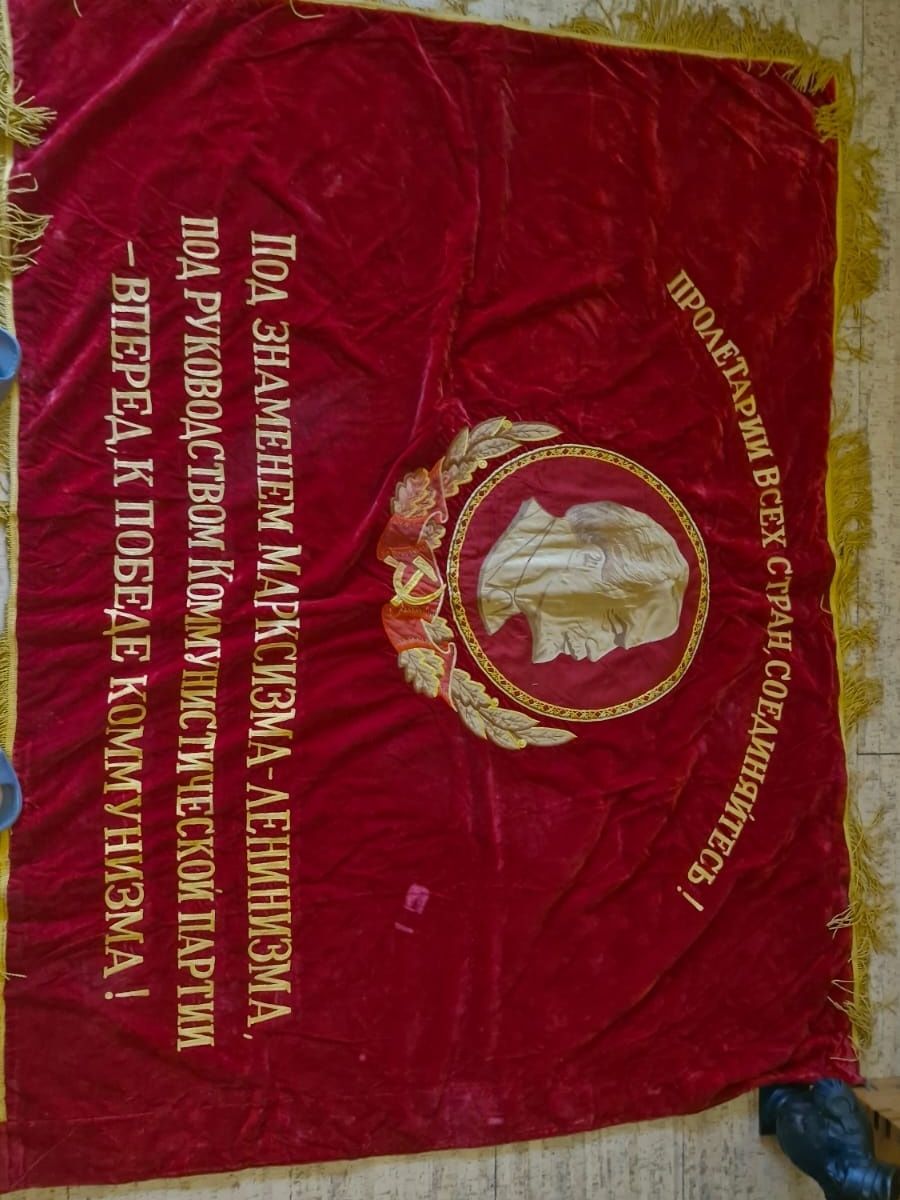 ПРОЛЕТАРИИ ВСЕХ СТРАН, СОЕДИНЯЙТЕСЬ!
ПОД ЗНАМЕНЕМ МАРКСИЗМА-ЛЕНИНИЗМА,
ПОД РУКОВОДСТВОМ КОММУНИСТИЧЕСКОЙ ПАРТИИ
– ВПЕРЕД, К ПОБЕДЕ КОММУНИЗМА!